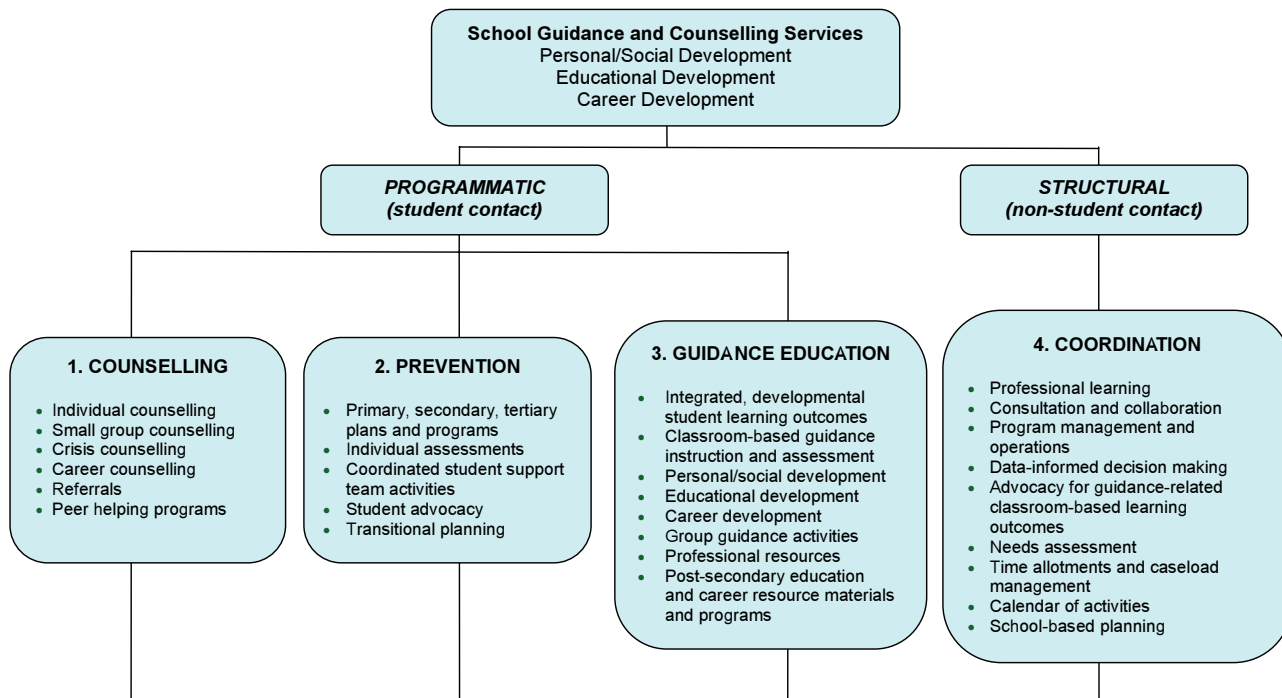 School Guidance and Counselling Services
Personal/Social Development
Educational Development
Career Development
PROGRAMMATIC
(student contact)
STRUCTURAL
(non-student contact)
1. COUNSELLING
• Individual counselling
• Small group counselling
• Crisis counselling
• Career counselling
• Referrals
• Peer helping programs
2. PREVENTION
• Primary, secondary, tertiary
plans and programs
• Individual assessments
• Coordinated student support
team activities
• Student advocacy
• Transitional planning
3. GUIDANCE EDUCATION
• Integrated, developmental
student learning outcomes
• Classroom-based guidance
instruction and assessment
• Personal/social development
• Educational development
• Career development
• Group guidance activities
• Professional resources
• Post-secondary education
and career resource materials
and programs
4. COORDINATION
• Professional learning
• Consultation and collaboration
• Program management and
operations
• Data-informed decision making
• Advocacy for guidance-related
classroom-based learning
outcomes
• Needs assessment
• Time allotments and caseload
management
• Calendar of activities
• School-based planning